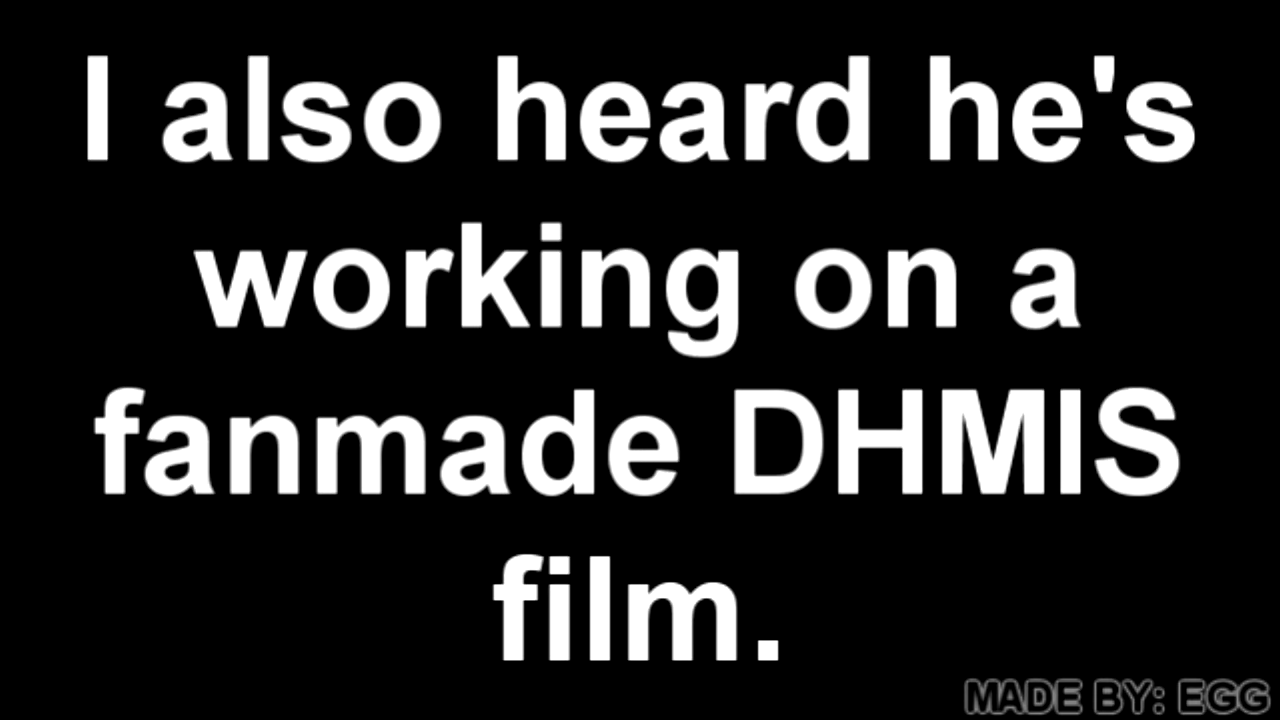 I also heard he's
working on a
fanmade DHMIS
film.
MADE BY: EGG